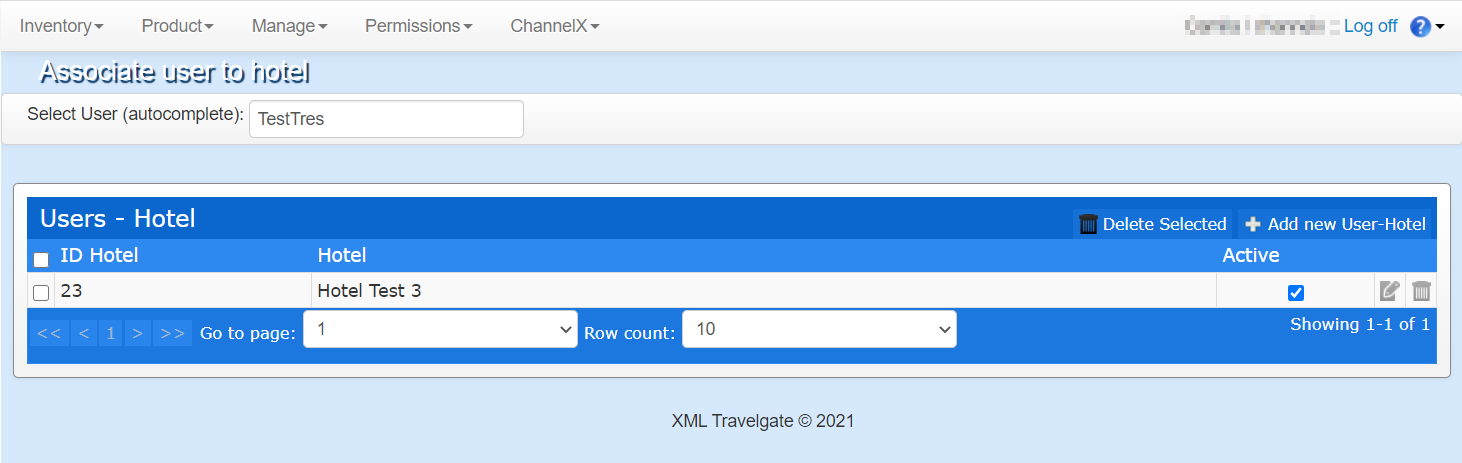 Inventory Product Manage Permissions ChannelX Log off ?
Associate user to hotel
Select User (autocomplete): TestTres
Users - Hotel
Delete Selected Add new User-Hotel
ID Hotel Hotel Active
23 Hotel Test 3
<< < 1 > >> Go to page: 1 Row count: 10 Showing 1-1 of 1
XML Travelgate © 2021